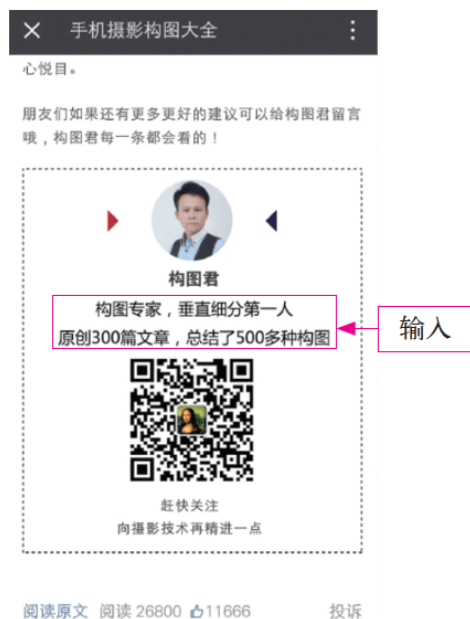 手机摄影构图大全
心悦目。
朋友们如果还有更多更好的建议可以给构图君留言
哦，构图君每一条都会看的！
构图君
构图专家，垂直细分第一人
原创300篇文章，总结了500多种构图
输入
赶快关注
向摄影技术再精进一点
阅读原文 阅读 26800 11666 投诉